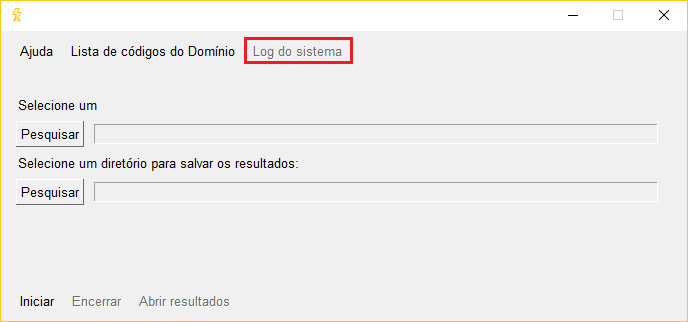 Ajuda Lista de códigos do Domínio Log do sistema
Selecione um
Pesquisar
Selecione um diretório para salvar os resultados:
Pesquisar
Iniciar Encerrar Abrir resultados